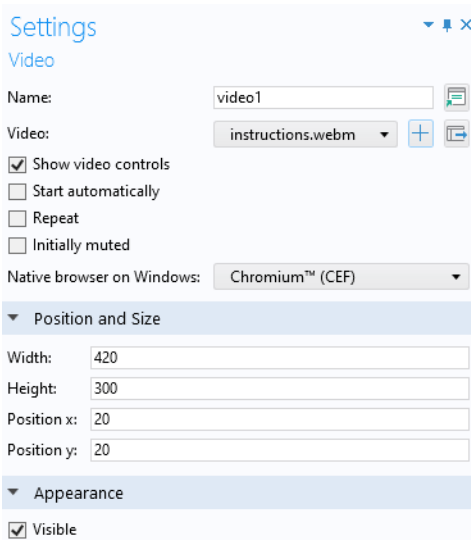 Settings
Video
Name: video1
Video: instructions.webm
Show video controls
Start automatically
Repeat
Initially muted
Native browser on Windows: Chromium™ (CEF)
Position and Size
Width: 420
Height: 300
Position x: 20
Position y: 20
Appearance
Visible